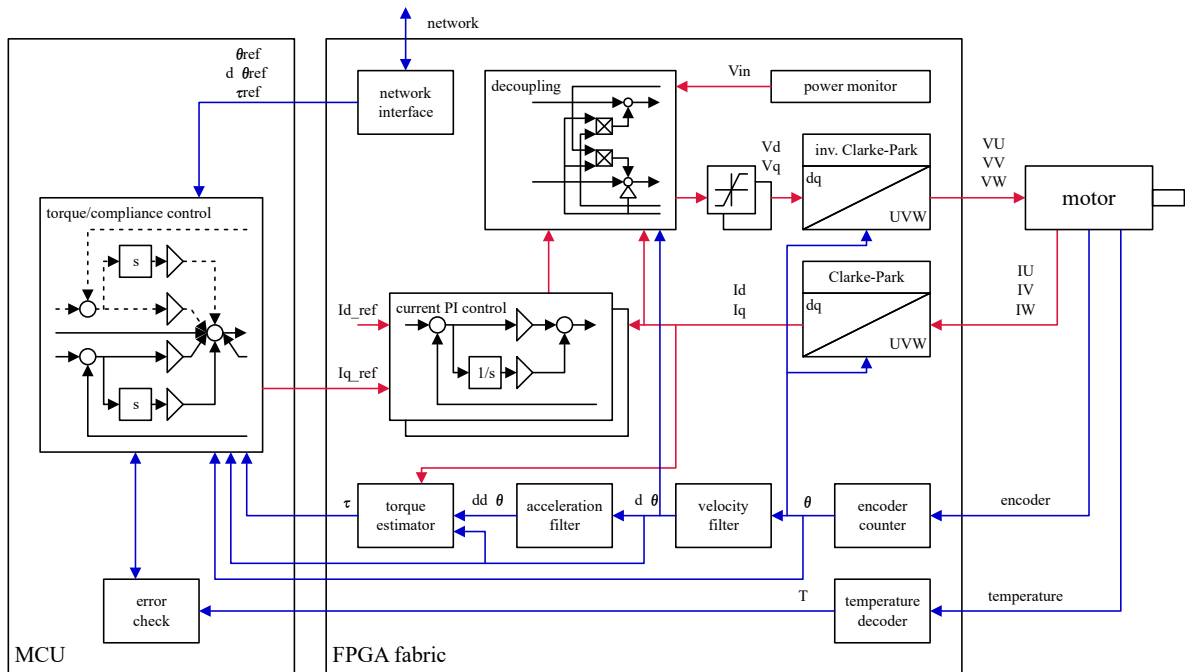 network
θref
d θref
τref
network
interface
decoupling
Vin
power monitor
Vd
Vq
inv. Clarke-Park
dq
UVW
VU
VV
VW
motor
torque/compliance control
s
s
Id_ref
Iq_ref
current PI control
1/s
Id
Iq
Clarke-Park
dq
UVW
IU
IV
IW
τ
torque
estimator
dd θ
acceleration
filter
d θ
velocity
filter
θ
encoder
counter
encoder
error
check
T
temperature
decoder
temperature
MCU
FPGA fabric